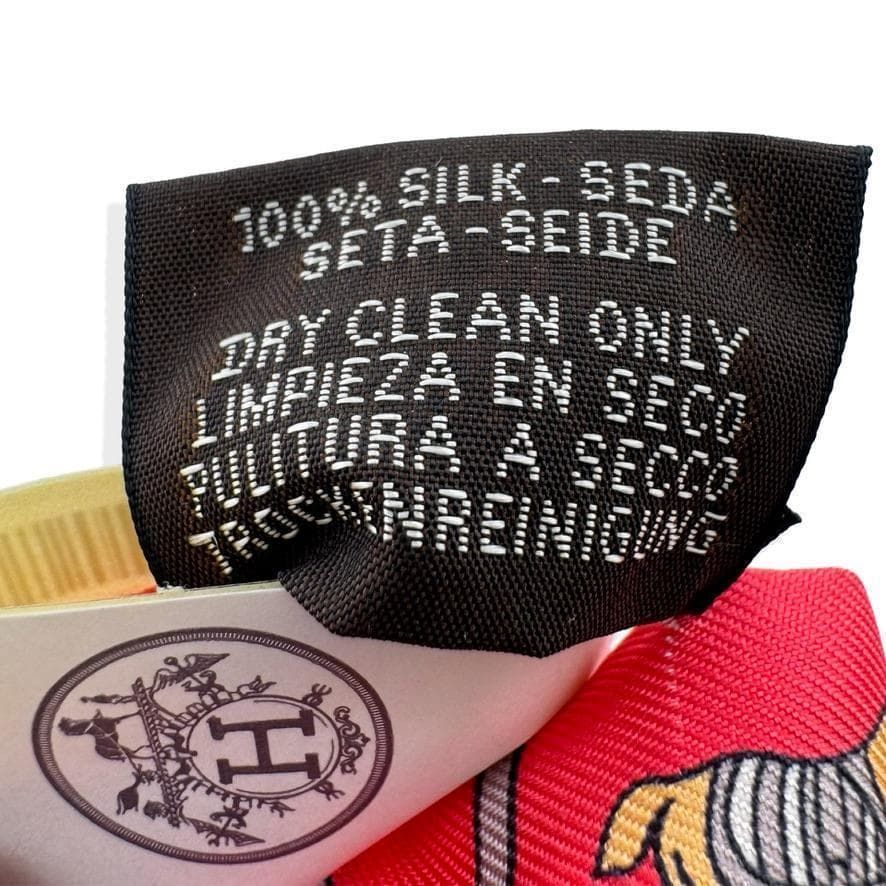 100% SILK - SEDA
SETA - SEIDE
DRY CLEAN ONLY
LIMPIEZA EN SECO
PULITURA A SECCO
TROCKENREINIGUNG
H